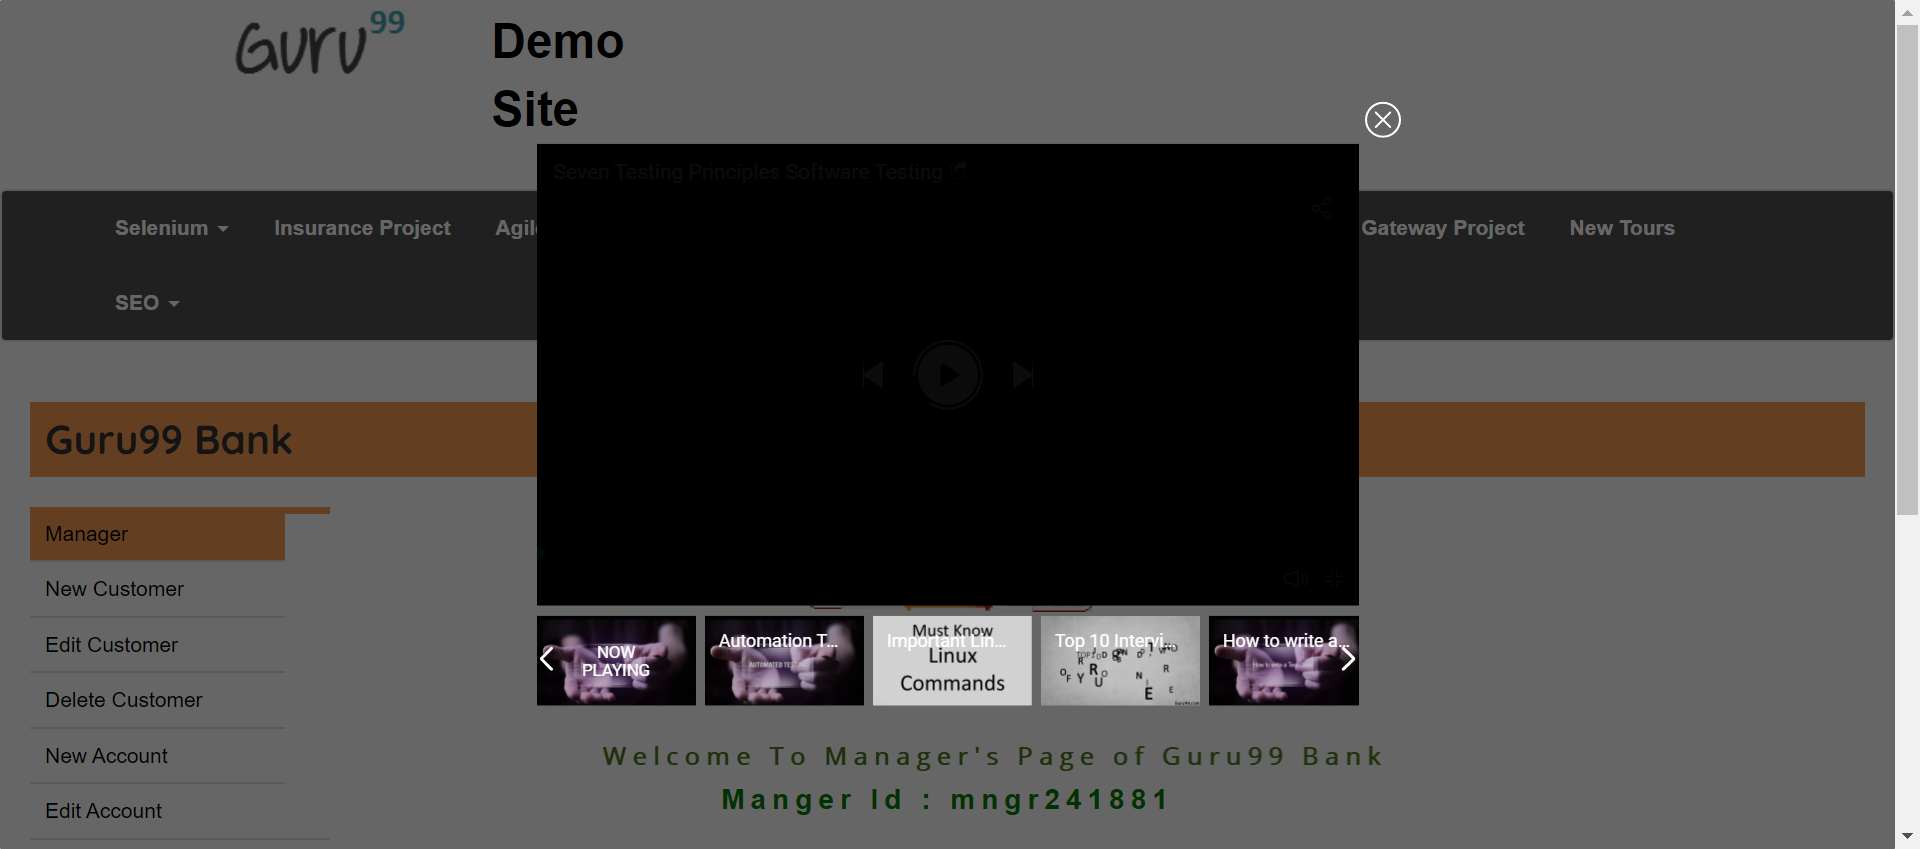 Guru99
Demo
Site
Seven Testing Principles Software Testing
Selenium
Insurance Project
Agil
Gateway Project
New Tours
SEO
Guru99 Bank
Manager
New Customer
Edit Customer
Delete Customer
New Account
Edit Account
NOW
PLAYING
Automation T...
AUTOMATED TESTING
Important Lin...
Must Know
Linux
Commands
Top 10 Intervi...
How to write a...
Welcome To Manager's Page of Guru99 Bank
Manger Id : mngr241881